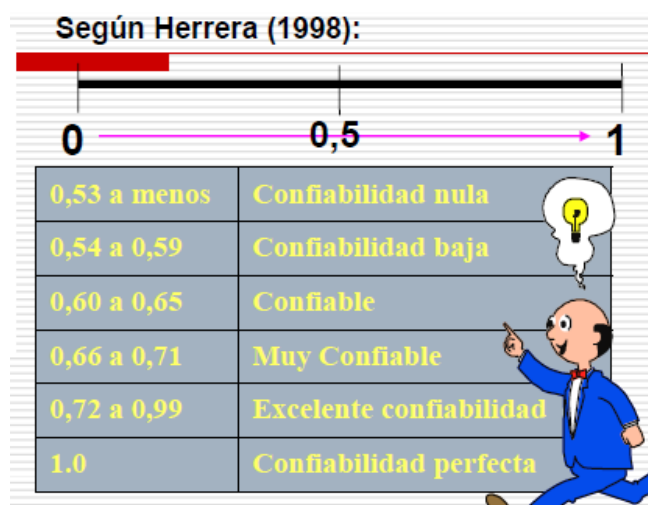 Según Herrera (1998):
0 0,5 1
0,53 a menos Confiabilidad nula
0,54 a 0,59 Confiabilidad baja
0,60 a 0,65 Confiable
0,66 a 0,71 Muy Confiable
0,72 a 0,99 Excelente confiabilidad
1.0 Confiabilidad perfecta